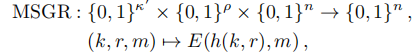 MSGR : {0, 1}^{κ′} × {0, 1}^ρ × {0, 1}^n → {0, 1}^n ,
(k, r, m) ↦ E(h(k, r), m) ,